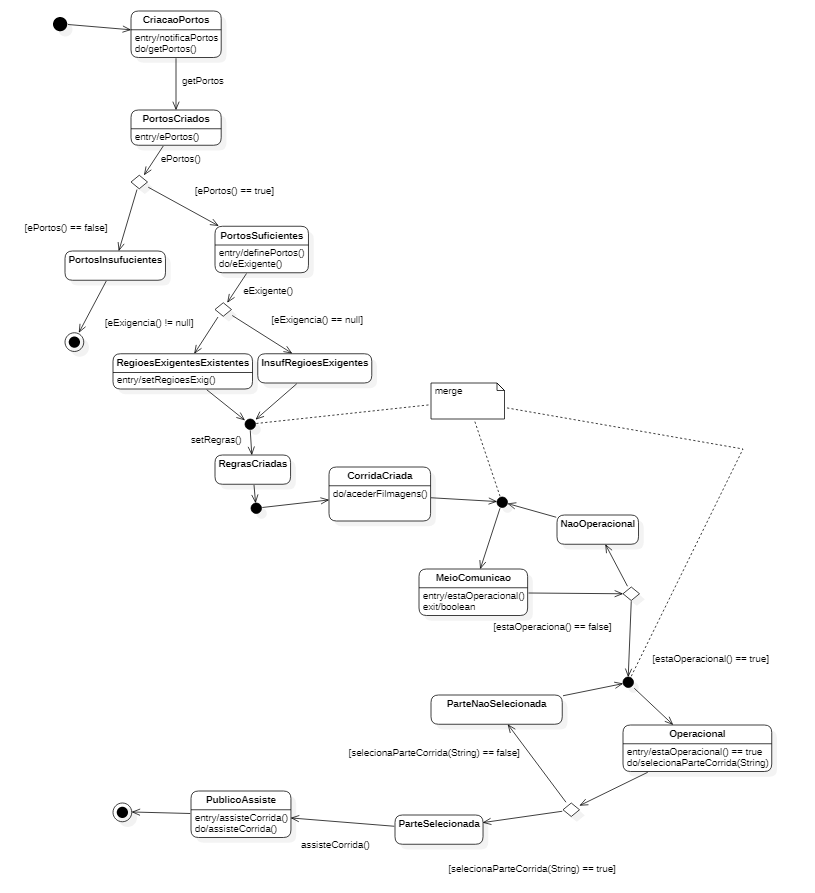 CriacaoPortos
entry/notificaPortos
do/getPortos()
getPortos
PortosCriados
entry/ePortos()
ePortos()
[ePortos() == true]
[ePortos() == false]
PortosInsufucientes
PortosSuficientes
entry/definePortos()
do/eExigente()
eExigente()
[eExigencia() != null]
[eExigencia() == null]
RegioesExigentesExistentes
entry/setRegioesExig()
InsufRegioesExigentes
merge
setRegras()
RegrasCriadas
CorridaCriada
do/acederFilmagens()
NaoOperacional
MeioComunicao
entry/estaOperacional()
exit/boolean
[estaOperaciona() == false]
[estaOperacional() == true]
ParteNaoSelecionada
Operacional
entry/estaOperacional() == true
do/selecionaParteCorrida(String)
[selecionaParteCorrida(String) == false]
PublicoAssiste
entry/assisteCorrida()
do/assisteCorrida()
ParteSelecionada
assisteCorrida()
[selecionaParteCorrida(String) == true]